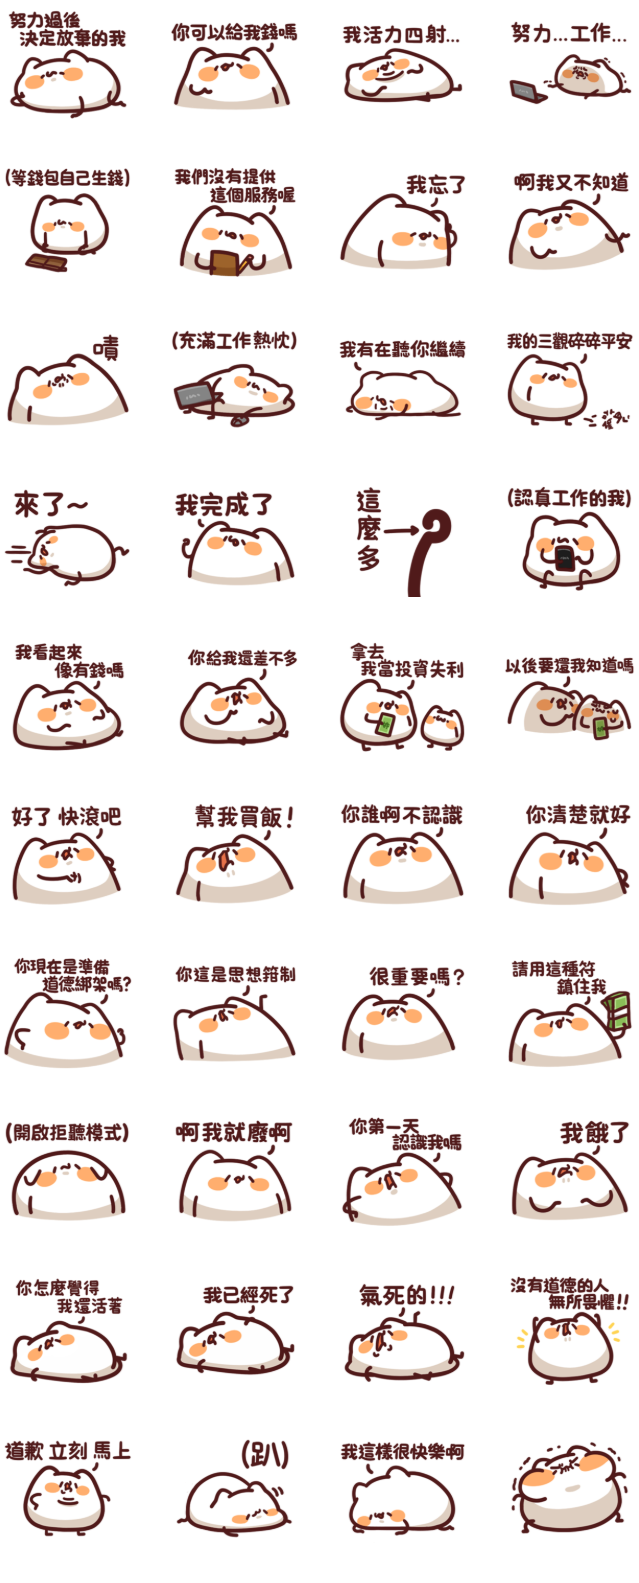 努力過後
決定放棄的我
你可以給我錢嗎
我活力四射...
努力...工作...
(等錢包自己生錢)
我們沒有提供
這個服務喔
我忘了
啊我又不知道
嘖
(充滿工作熱忱)
我有在聽你繼續
我的三觀碎碎平安
來了～
我完成了
這麼多
(認真工作的我)
我看起來
像有錢嗎
你給我還差不多
拿去
我當投資失利
以後要還我知道嗎
好了 快滾吧
幫我買飯！
你誰啊不認識
你清楚就好
你現在是準備
道德綁架嗎?
你這是思想箝制
很重要嗎？
請用這種符
鎮住我
(開啟拒聽模式)
啊我就廢啊
你第一天
認識我嗎
我餓了
你怎麼覺得
我還活著
我已經死了
氣死的!!!
沒有道德的人
無所畏懼!!
道歉 立刻 馬上
(趴)
我這樣很快樂啊